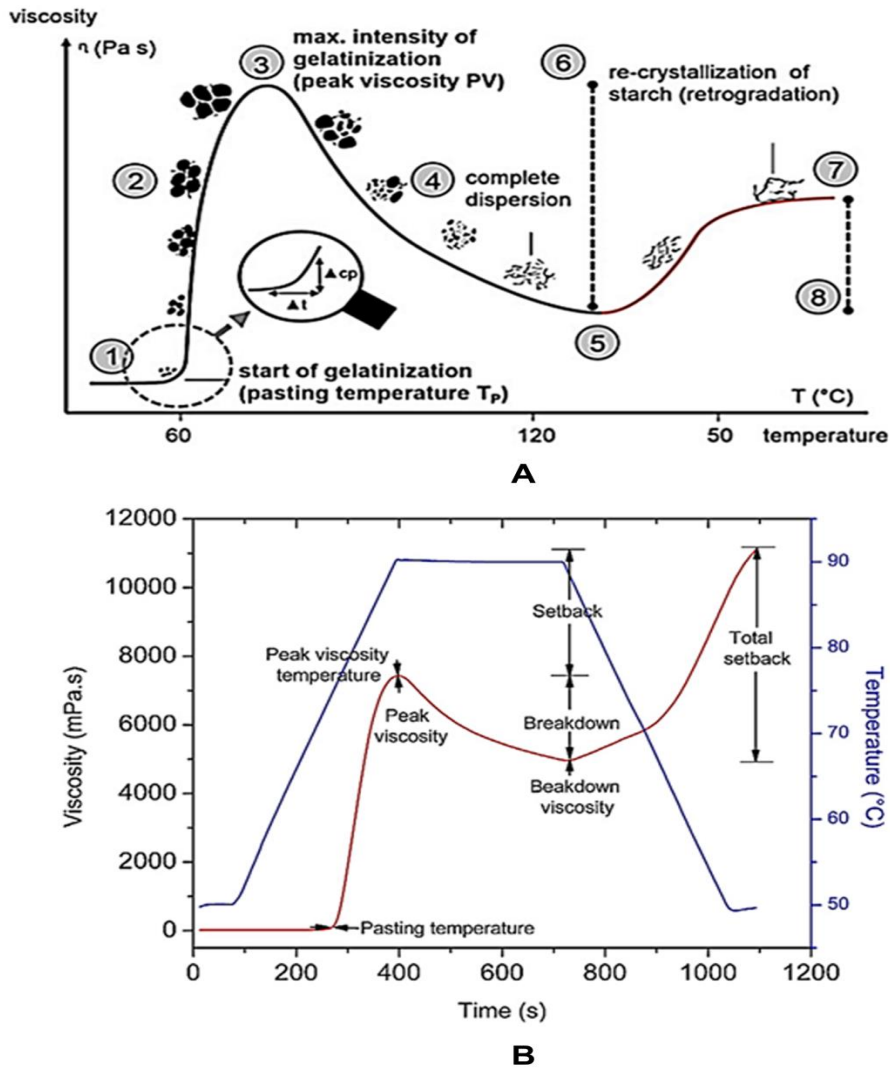 viscosity
η (Pa s)
max. intensity of
gelatinization
(peak viscosity PV)
3
6
re-crystallization of
starch (retrogradation)
2
4
complete
dispersion
7
Δcp
Δt
8
1
5
start of gelatinization
(pasting temperature TP)
T (°C)
60
120
50
temperature
A
12000
10000
8000
6000
4000
2000
0
Viscosity (mPa.s)
90
80
70
60
50
Temperature (°C)
Setback
Total
setback
Peak viscosity
temperature
Peak
viscosity
Breakdown
Beakdown
viscosity
Pasting temperature
0
200
400
600
800
1000
1200
Time (s)
B